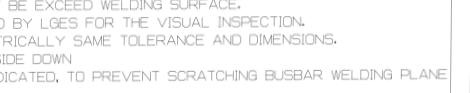 BE EXCEED WELDING SURFACE.
BY LGES FOR THE VISUAL INSPECTION.
TRICALLY SAME TOLERANCE AND DIMENSIONS.
SIDE DOWN
DICATED, TO PREVENT SCRATCHING BUSBAR WELDING PLANE